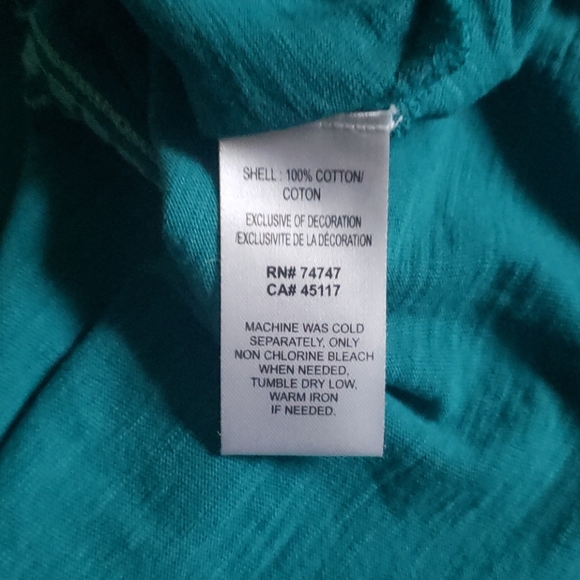 SHELL : 100% COTTON/
COTON
EXCLUSIVE OF DECORATION
/EXCLUSIVITE DE LA DÉCORATION
RN# 74747
CA# 45117
MACHINE WAS COLD
SEPARATELY, ONLY
NON CHLORINE BLEACH
WHEN NEEDED,
TUMBLE DRY LOW,
WARM IRON
IF NEEDED.